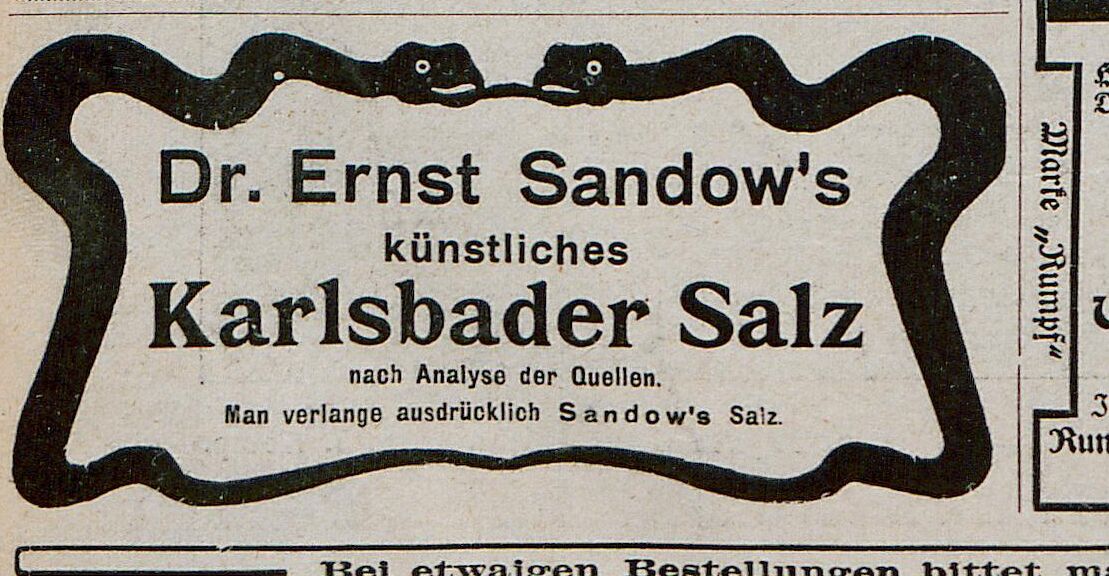 Dr. Ernst Sandow's
künstliches
Karlsbader Salz
nach Analyse der Quellen.
Man verlange ausdrücklich Sandow's Salz.
Marke „Rumpf“
Bei etwaigen Bestellungen bittet